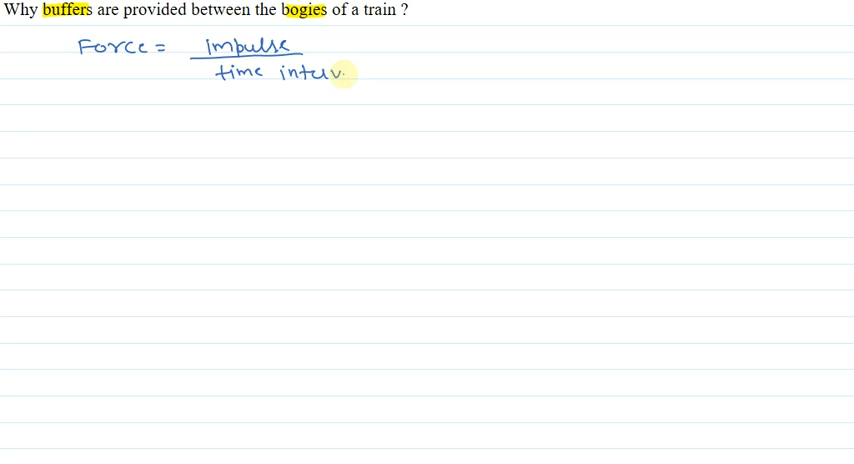 Why buffers are provided between the bogies of a train ?
Force = impulse
time interv.